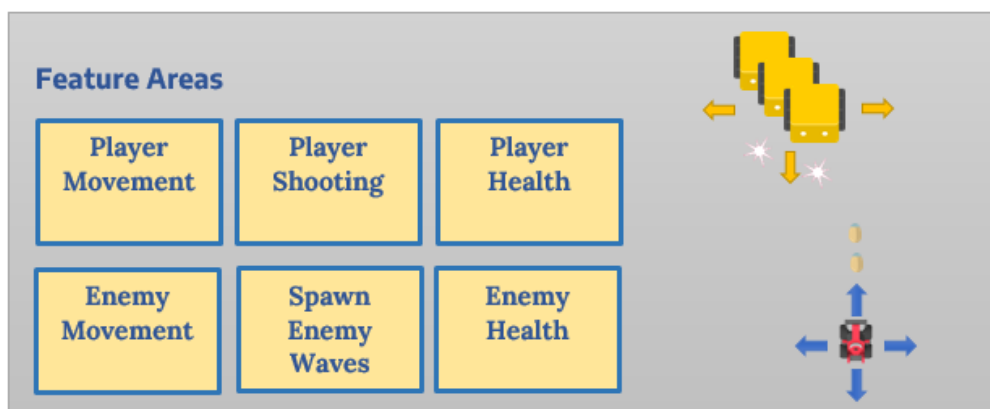 Feature Areas
Player
Movement
Player
Shooting
Player
Health
Enemy
Movement
Spawn
Enemy
Waves
Enemy
Health